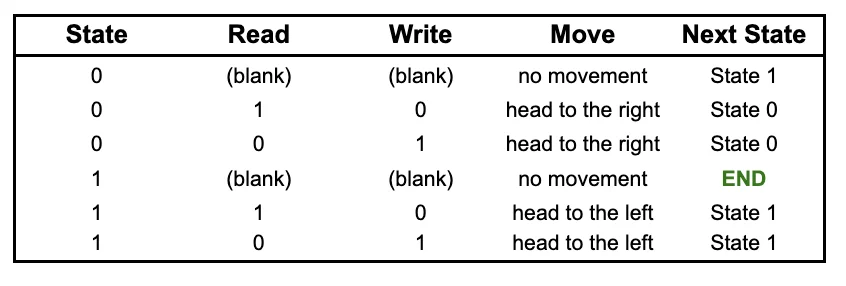 State Read Write Move Next State
0 (blank) (blank) no movement State 1
0 1 0 head to the right State 0
0 0 1 head to the right State 0
1 (blank) (blank) no movement END
1 1 0 head to the left State 1
1 0 1 head to the left State 1